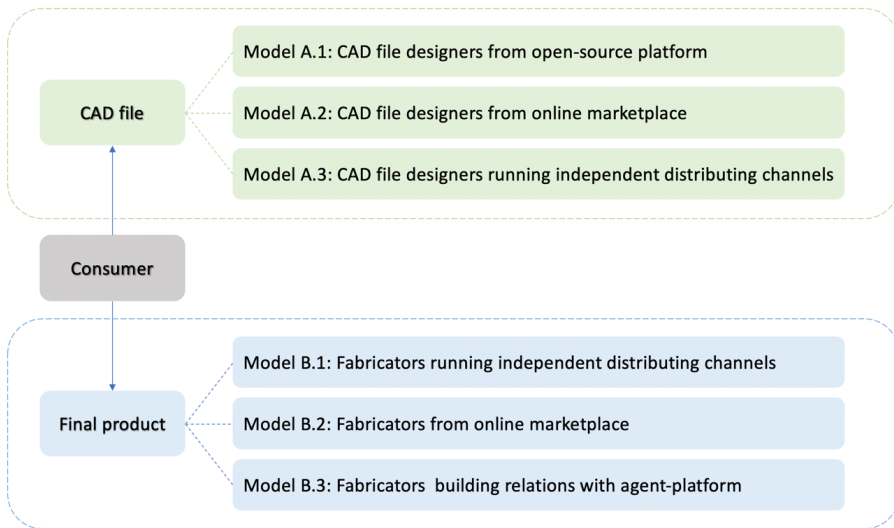 Model A.1: CAD file designers from open-source platform
CAD file
Model A.2: CAD file designers from online marketplace
Model A.3: CAD file designers running independent distributing channels
Consumer
Model B.1: Fabricators running independent distributing channels
Final product
Model B.2: Fabricators from online marketplace
Model B.3: Fabricators  building relations with agent-platform